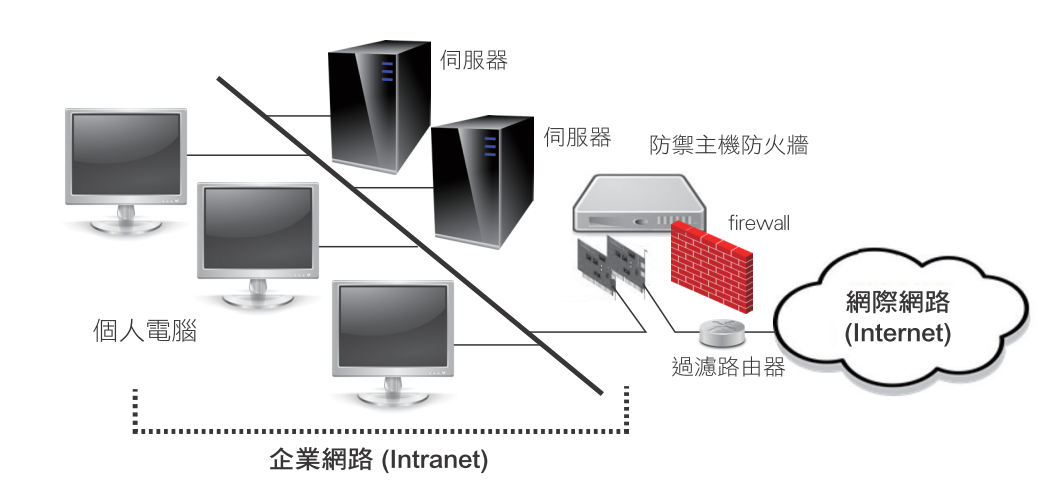 伺服器
伺服器
防禦主機防火牆
firewall
網際網路
(Internet)
個人電腦
過濾路由器
企業網路 (Intranet)